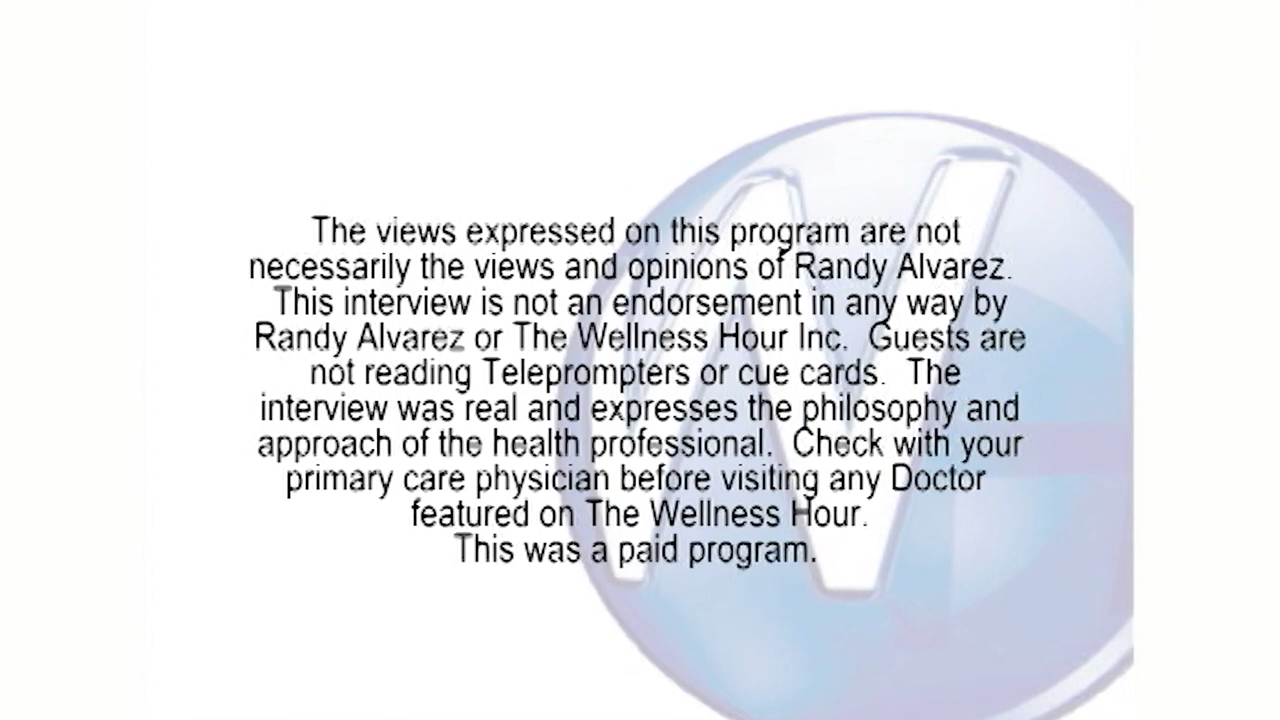 The views expressed on this program are not
necessarily the views and opinions of Randy Alvarez.
This interview is not an endorsement in any way by
Randy Alvarez or The Wellness Hour Inc.  Guests are
not reading Teleprompters or cue cards.  The
interview was real and expresses the philosophy and
approach of the health professional.  Check with your
primary care physician before visiting any Doctor
featured on The Wellness Hour.
This was a paid program.